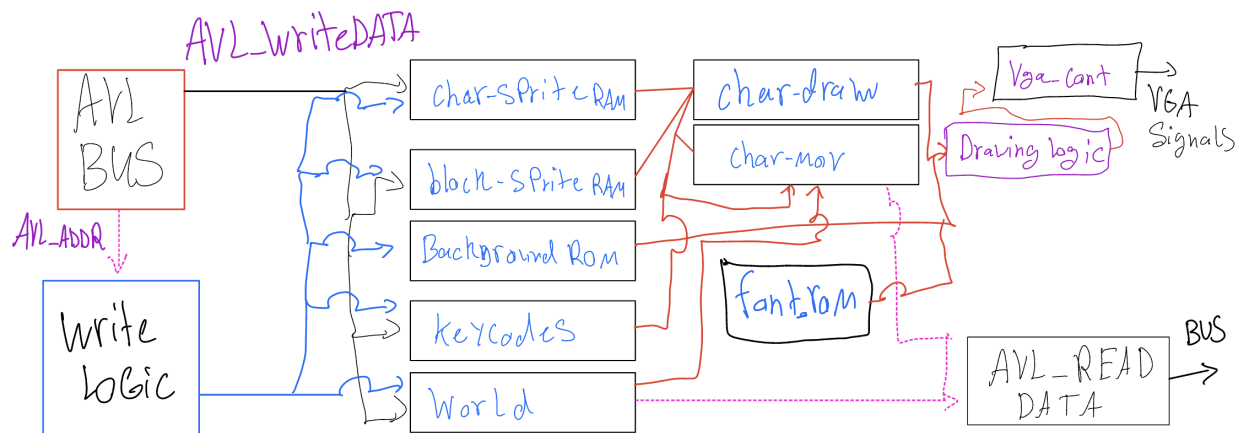 AVL_WriteDATA
AVL
BUS
AVL_ADDR
Write
LOGiC
char-SPrite RAM
block-SPrite RAM
Background ROM
KeyCodeS
World
char-draw
char-mov
font_rom
Vga_cont
VGA
Signals
Drawing logic
AVL_READ
DATA
BUS